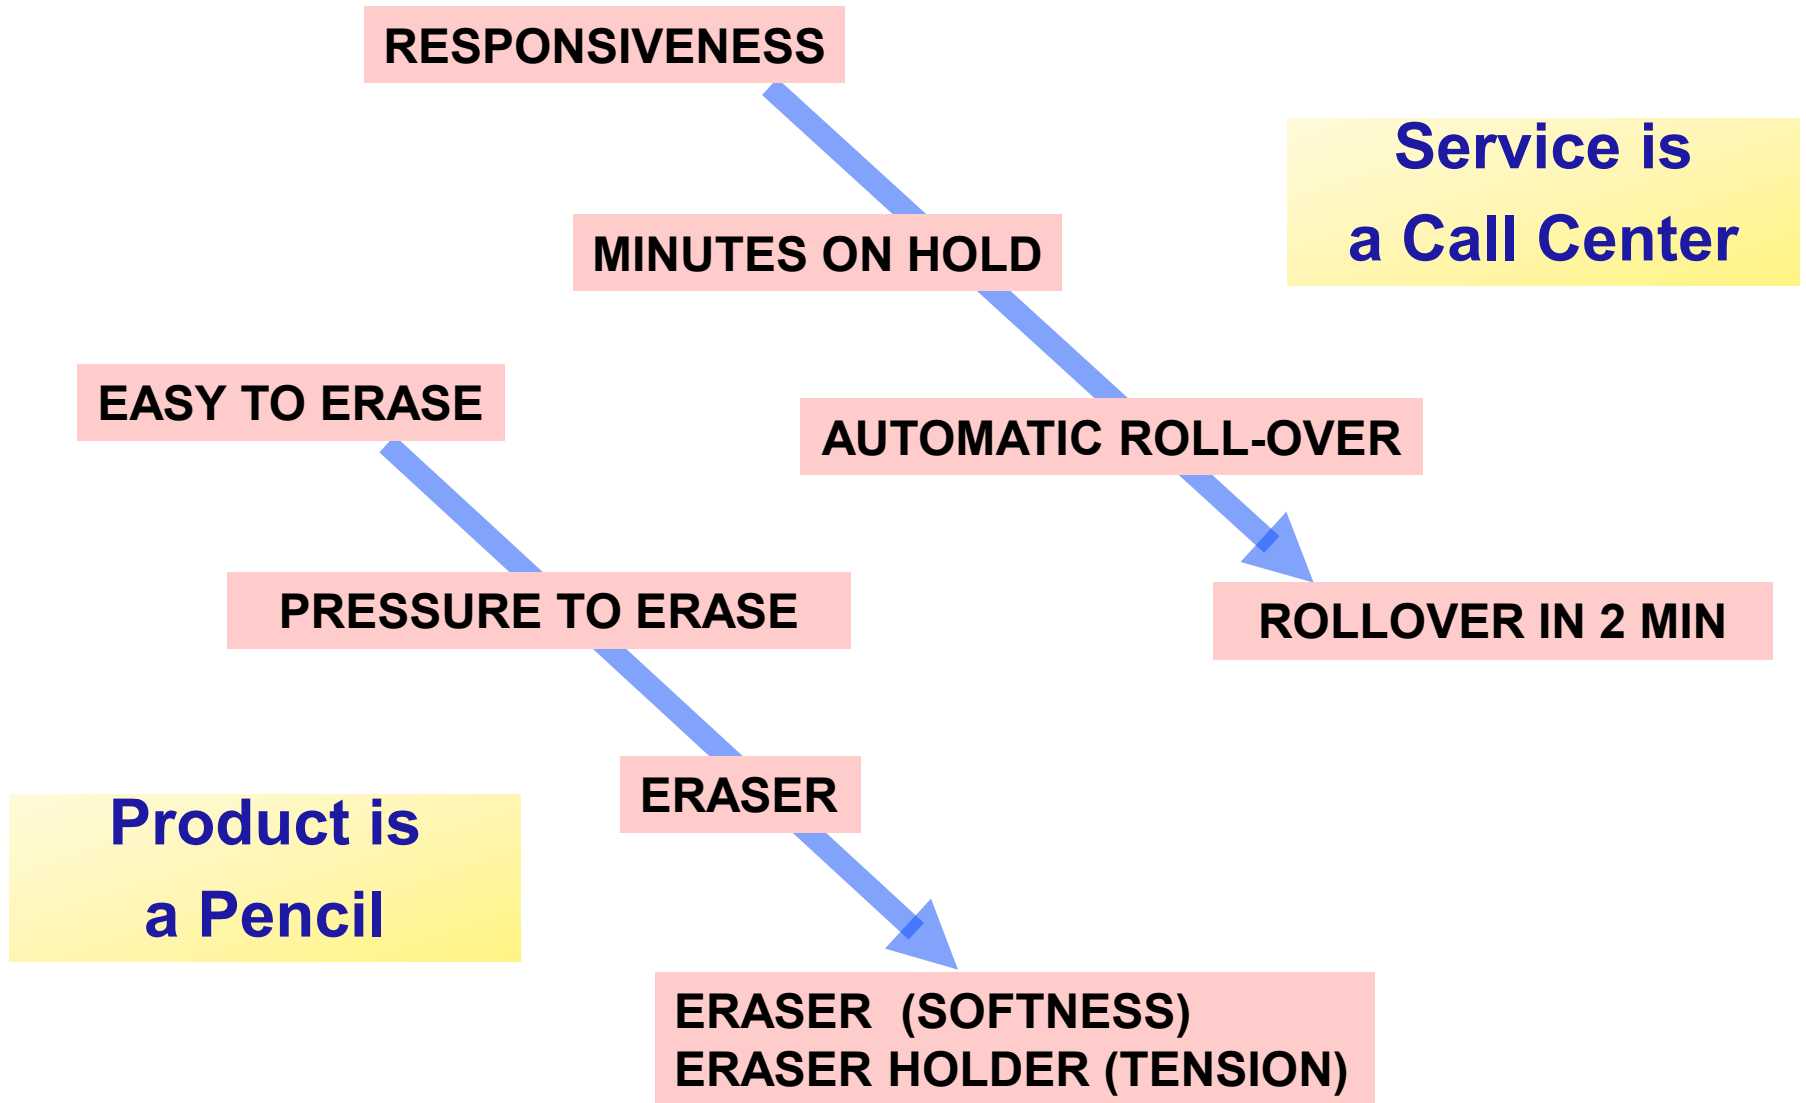 RESPONSIVENESS
Service is
a Call Center
MINUTES ON HOLD
EASY TO ERASE
AUTOMATIC ROLL-OVER
PRESSURE TO ERASE
ROLLOVER IN 2 MIN
ERASER
Product is
a Pencil
ERASER (SOFTNESS)
ERASER HOLDER (TENSION)